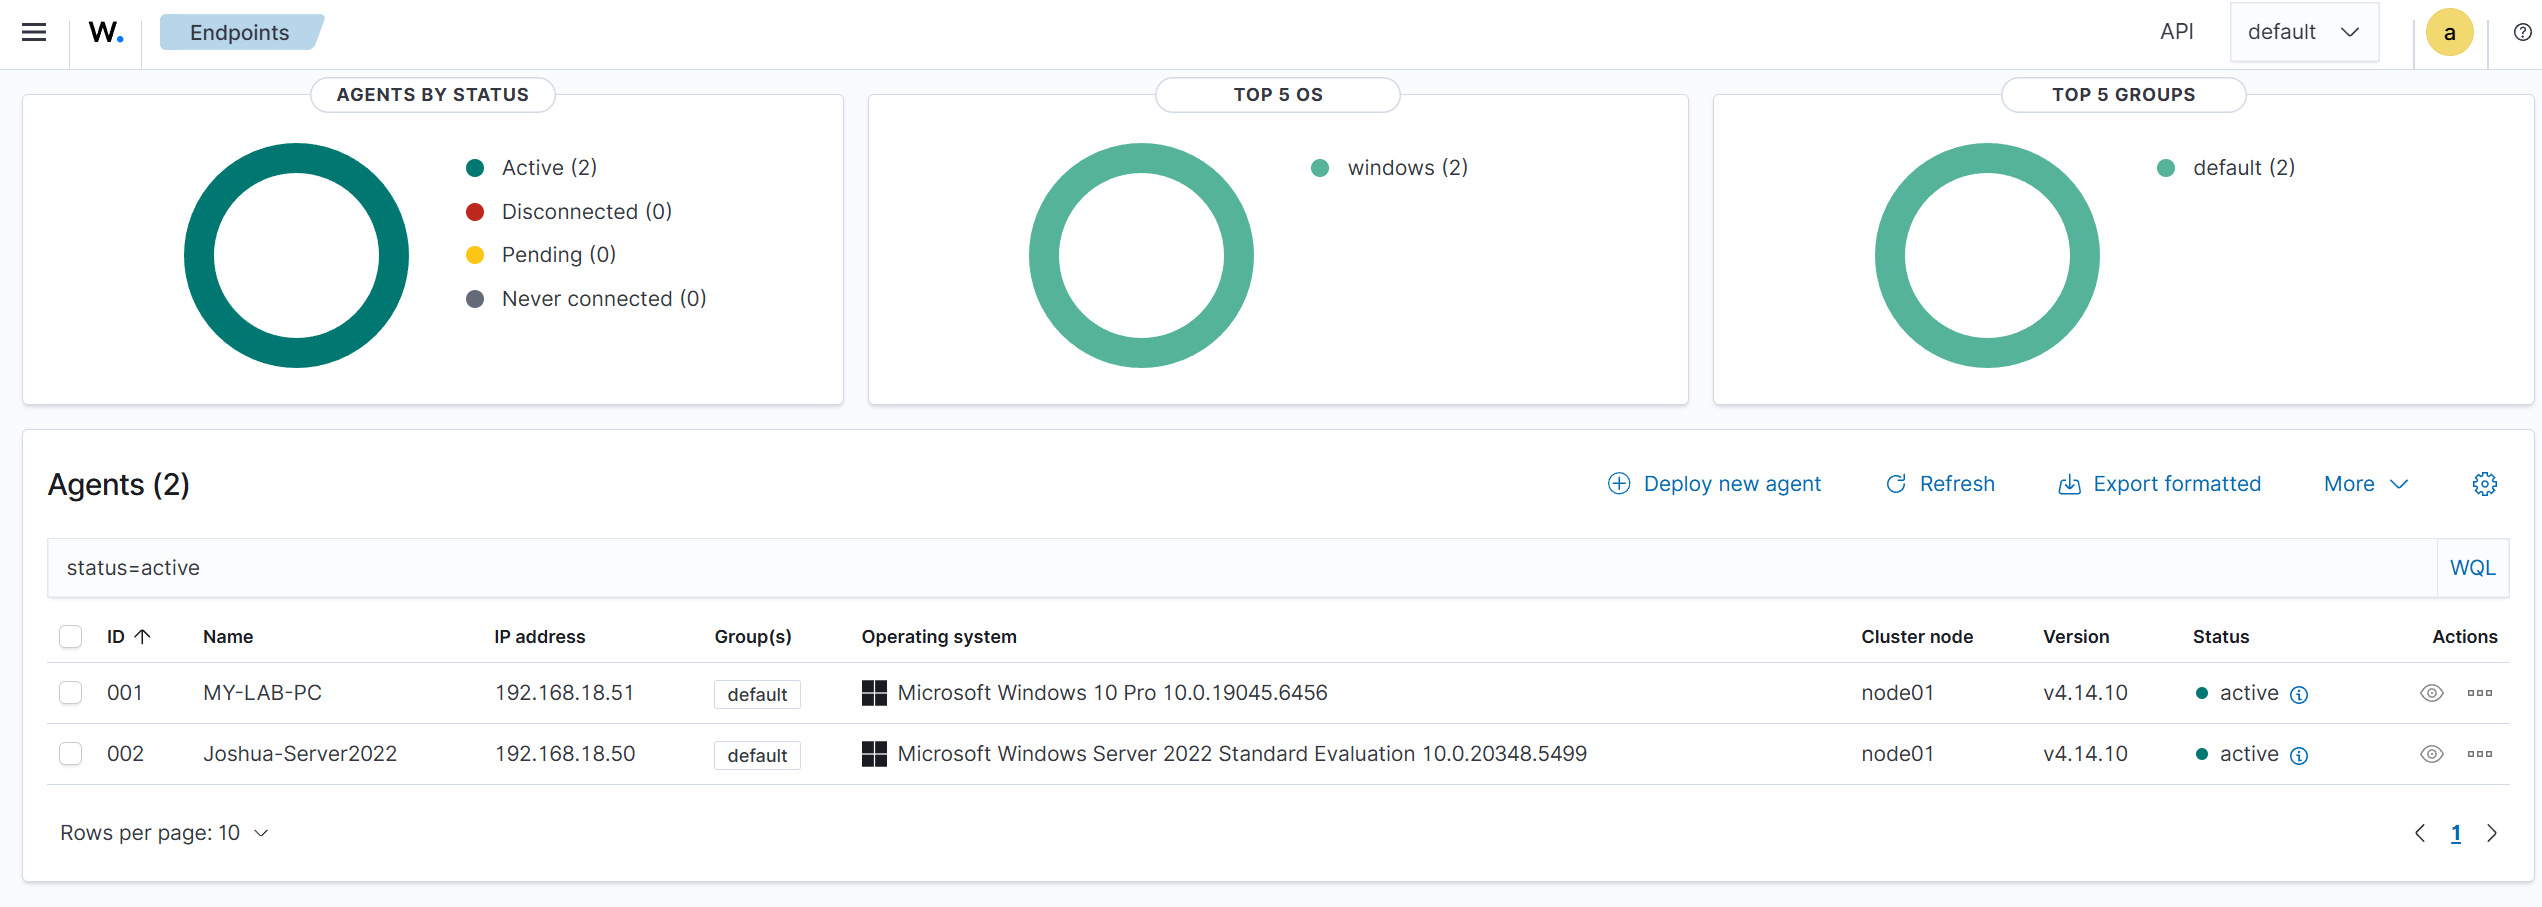 W. Endpoints API default a
AGENTS BY STATUS
Active (2)
Disconnected (0)
Pending (0)
Never connected (0)
TOP 5 OS
windows (2)
TOP 5 GROUPS
default (2)
Agents (2) Deploy new agent Refresh Export formatted More
status=active WQL
ID Name IP address Group(s) Operating system Cluster node Version Status Actions
001 MY-LAB-PC 192.168.18.51 default Microsoft Windows 10 Pro 10.0.19045.6456 node01 v4.14.10 active
002 Joshua-Server2022 192.168.18.50 default Microsoft Windows Server 2022 Standard Evaluation 10.0.20348.5499 node01 v4.14.10 active
Rows per page: 10 1